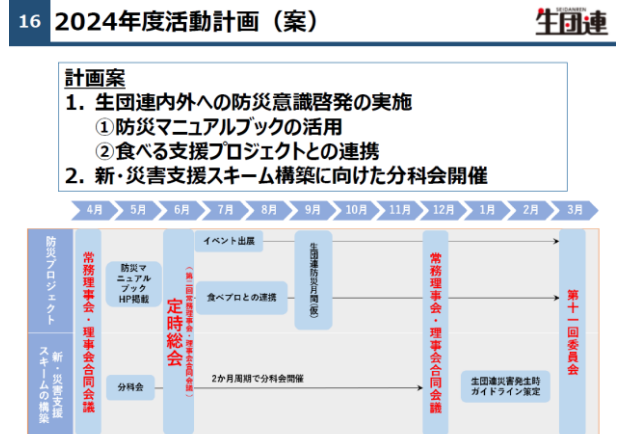 16 2024年度活動計画（案）
SEIDANREN
生団連
計画案
1. 生団連内外への防災意識啓発の実施
①防災マニュアルブックの活用
②食べる支援プロジェクトとの連携
2. 新・災害支援スキーム構築に向けた分科会開催
4月 5月 6月 7月 8月 9月 10月 11月 12月 1月 2月 3月
防災プロジェクト
常務理事会・理事会合同会議
防災マ
ニュアル
ブック
HP掲載
定時総会
（第二回常務理事会・理事会合同会議）
イベント出展
食べプロとの連携
生団連防災月間(仮)
常務理事会・理事会合同会議
第十一回委員会
新・災害支援
スキームの構築
分科会
2か月周期で分科会開催
生団連災害発生時
ガイドライン策定